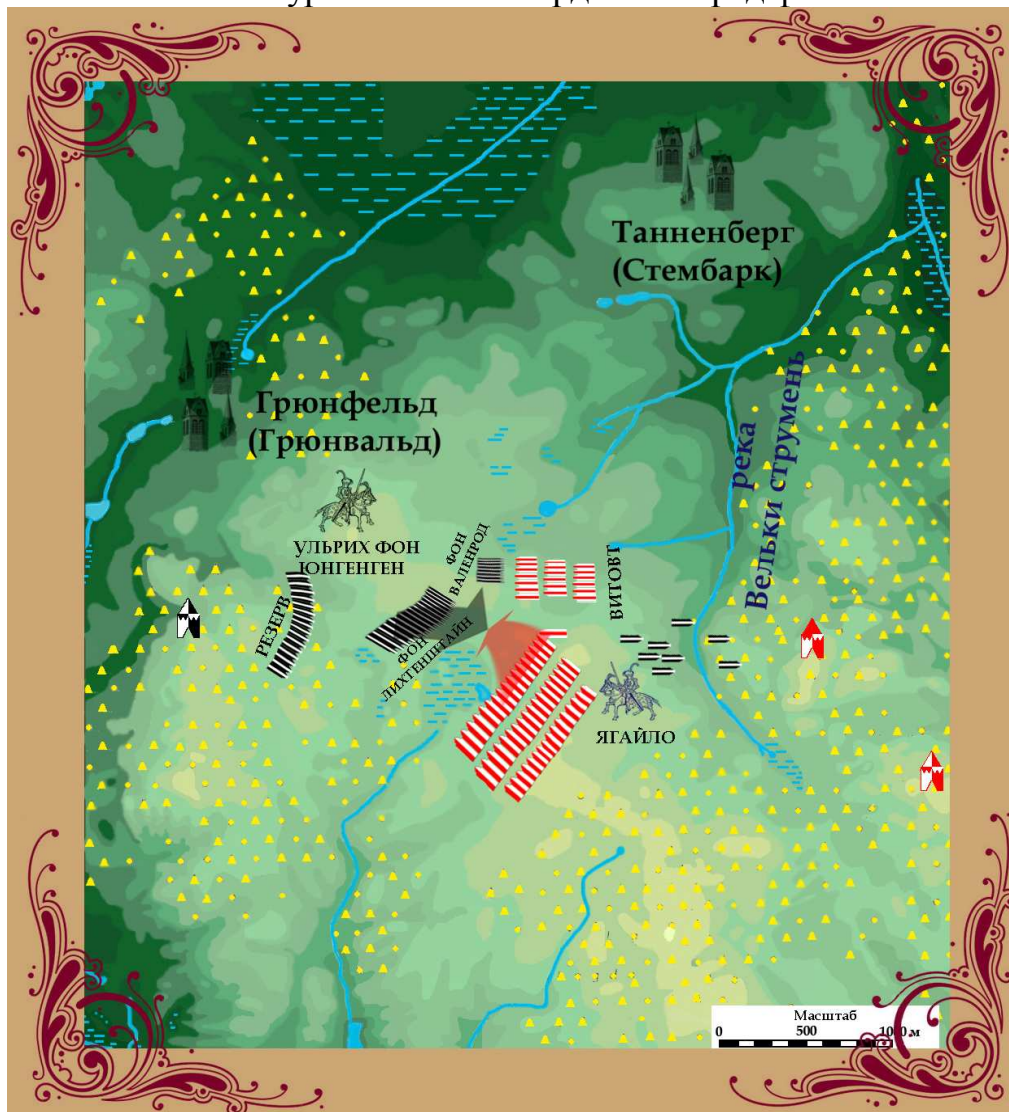 Танненберг
(Стембарк)
Грюнфельд
(Грюнвальд)
река
Вельки струмень
УЛЬРИХ ФОН
ЮНГЕНГЕН
ФОН
ВАЛЕНРОД
ВИТОВТ
РЕЗЕРВ
ФОН
ЛИХТЕНШТАЙН
ЯГАЙЛО
Масштаб
0 500 1000 м